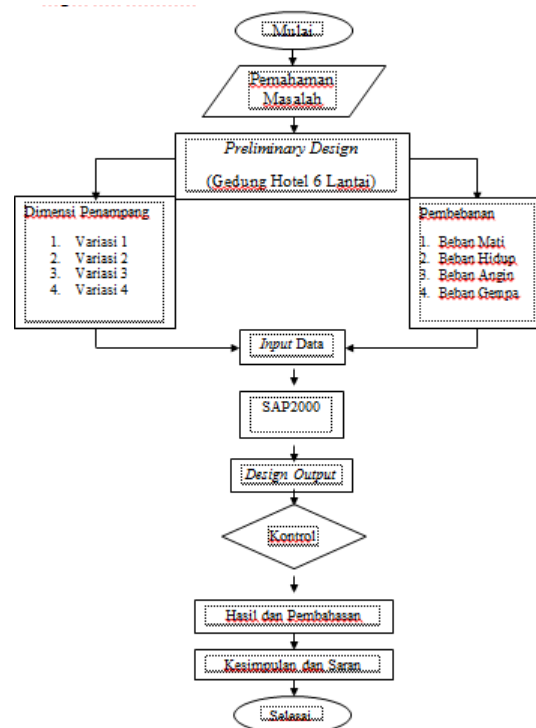 Mulai
Pemahaman
Masalah
Preliminary Design
(Gedung Hotel 6 Lantai)
Dimensi Penampang
1. Variasi 1
2. Variasi 2
3. Variasi 3
4. Variasi 4
Pembebanan
1. Beban Mati
2. Beban Hidup
3. Beban Angin
4. Beban Gempa
Input Data
SAP2000
Design Output
Kontrol
Hasil dan Pembahasan
Kesimpulan dan Saran
Selesai